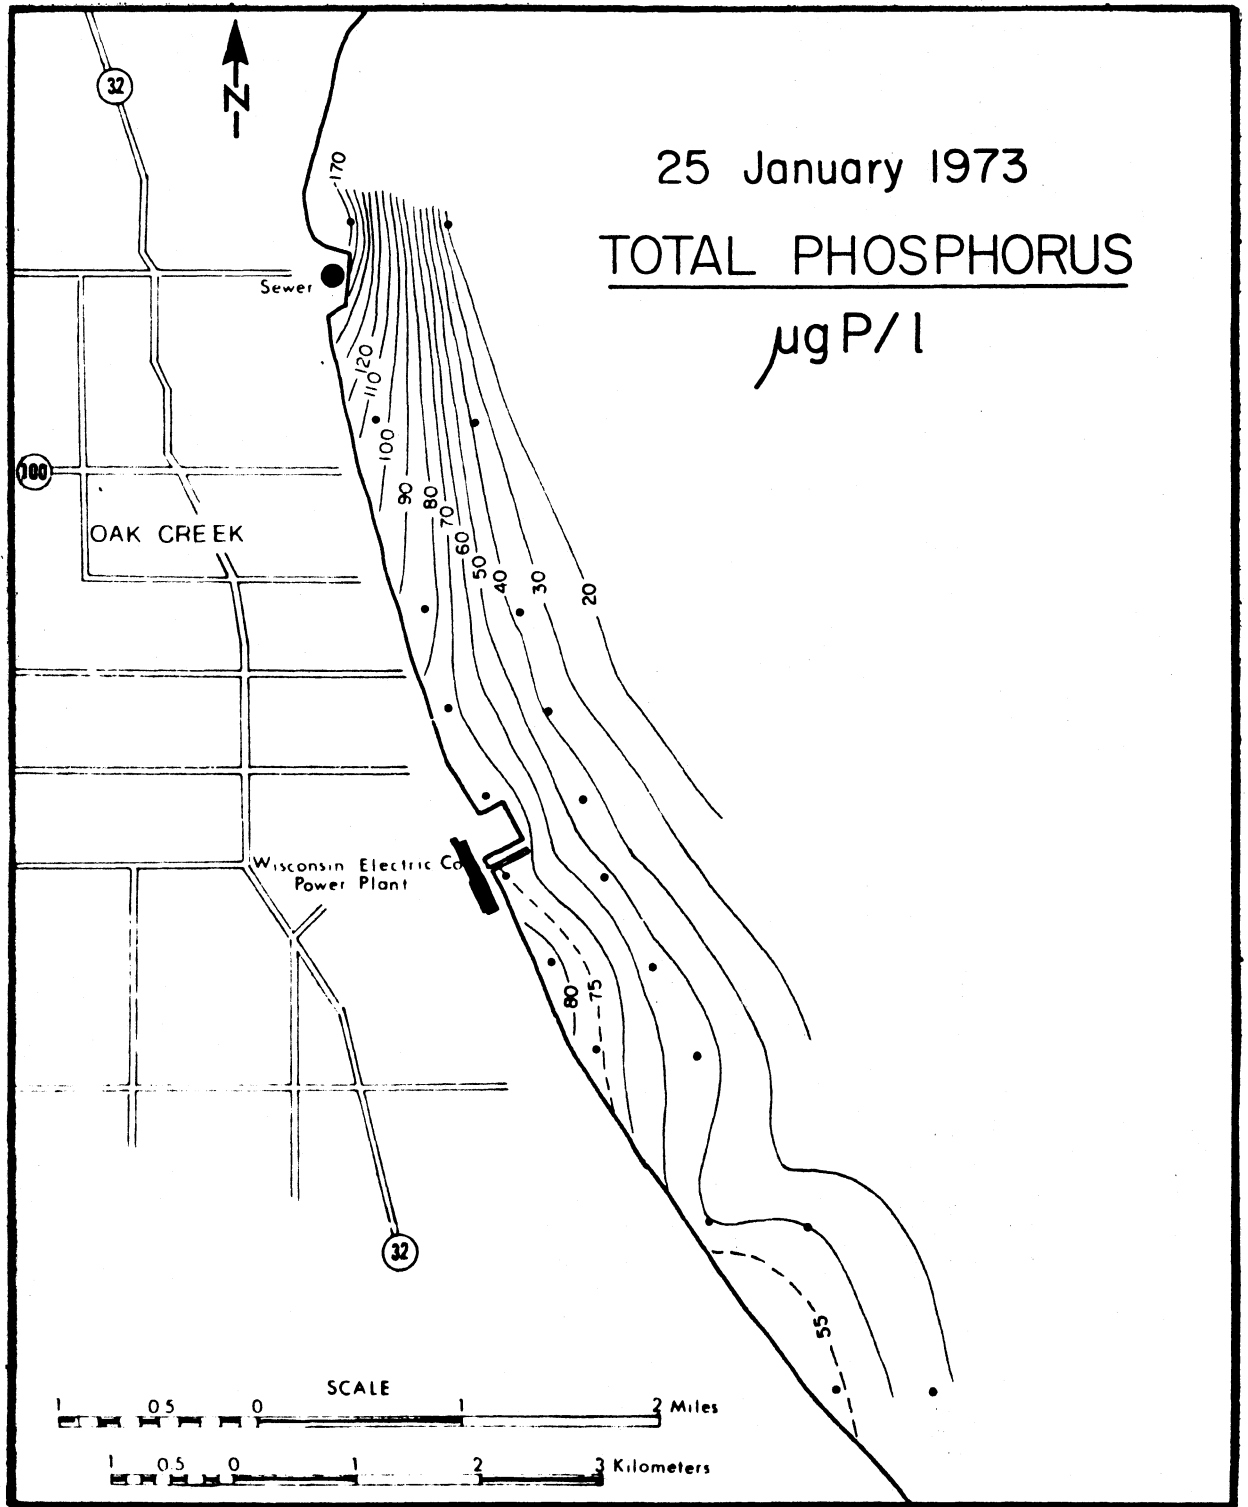 32
N
170
25 January 1973
TOTAL PHOSPHORUS
µg P/l
Sewer
120
110
100
100
90
80
70
60
50
40
30
20
OAK CREEK
Wisconsin Electric Co
Power Plant
80
75
32
55
SCALE
1 0.5 0 1 2 Miles
1 0.5 0 1 2 3 Kilometers